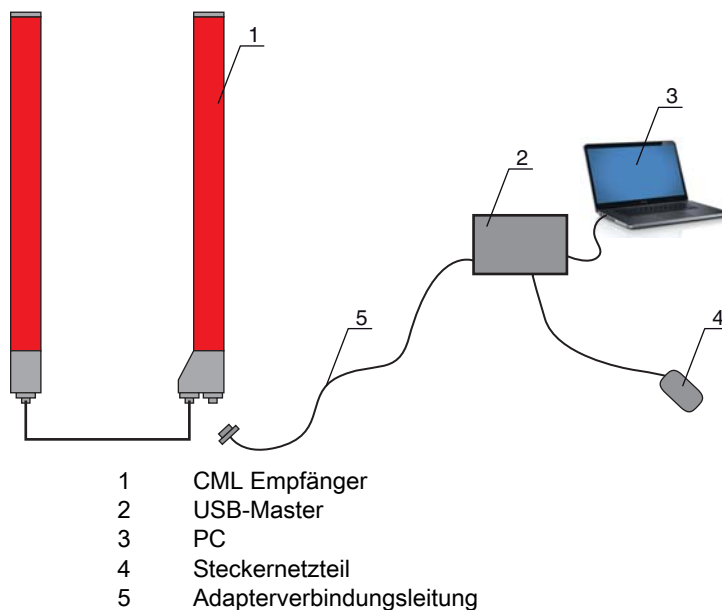 1
3
2
5
4
1 CML Empfänger
2 USB-Master
3 PC
4 Steckernetzteil
5 Adapterverbindungsleitung